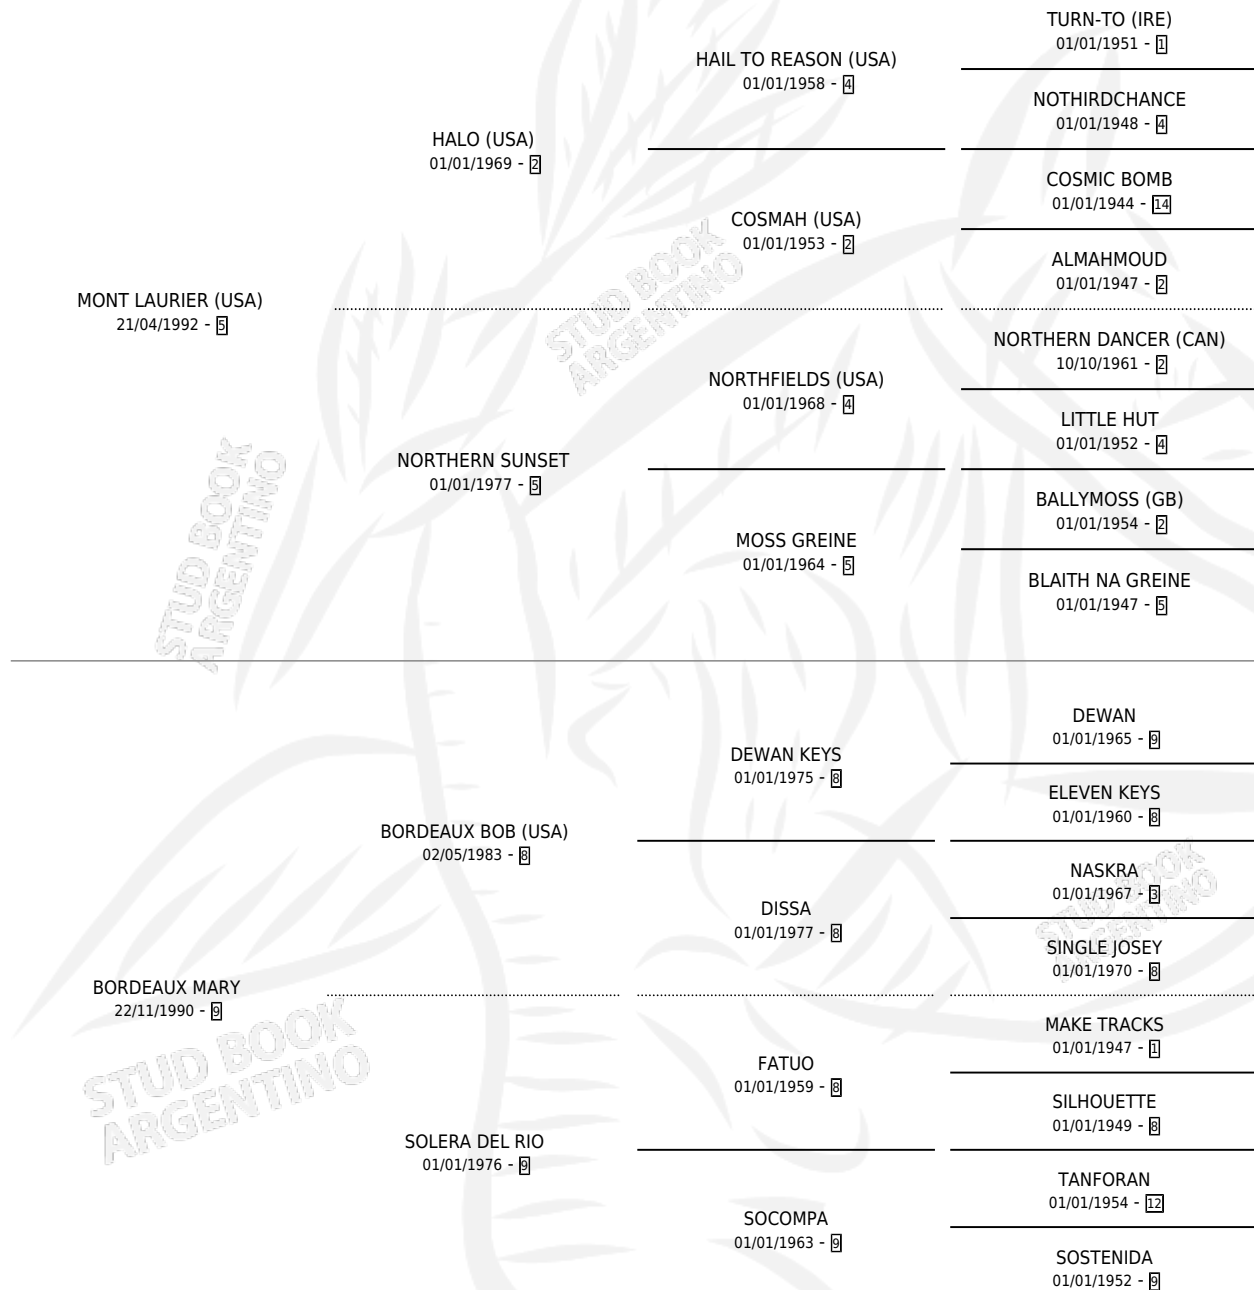 TURN-TO (IRE)
01/01/1951 - 1
HAIL TO REASON (USA)
01/01/1958 - 4
NOTHIRDCHANCE
01/01/1948 - 4
HALO (USA)
01/01/1969 - 2
COSMIC BOMB
01/01/1944 - 14
COSMAH (USA)
01/01/1953 - 2
ALMAHMOUD
01/01/1947 - 2
MONT LAURIER (USA)
21/04/1992 - 5
NORTHERN DANCER (CAN)
10/10/1961 - 2
NORTHFIELDS (USA)
01/01/1968 - 4
LITTLE HUT
01/01/1952 - 4
NORTHERN SUNSET
01/01/1977 - 5
BALLYMOSS (GB)
01/01/1954 - 2
MOSS GREINE
01/01/1964 - 5
BLAITH NA GREINE
01/01/1947 - 5
DEWAN
01/01/1965 - 9
DEWAN KEYS
01/01/1975 - 8
ELEVEN KEYS
01/01/1960 - 8
BORDEAUX BOB (USA)
02/05/1983 - 8
NASKRA
01/01/1967 - 3
DISSA
01/01/1977 - 8
SINGLE JOSEY
01/01/1970 - 8
BORDEAUX MARY
22/11/1990 - 9
MAKE TRACKS
01/01/1947 - 1
FATUO
01/01/1959 - 8
SILHOUETTE
01/01/1949 - 8
SOLERA DEL RIO
01/01/1976 - 9
TANFORAN
01/01/1954 - 12
SOCOMPA
01/01/1963 - 9
SOSTENIDA
01/01/1952 - 9
STUD BOOK
ARGENTINO
STUD BOOK
ARGENTINO
STUD BOOK
ARGENTINO
STUD BOOK
ARGENTINO